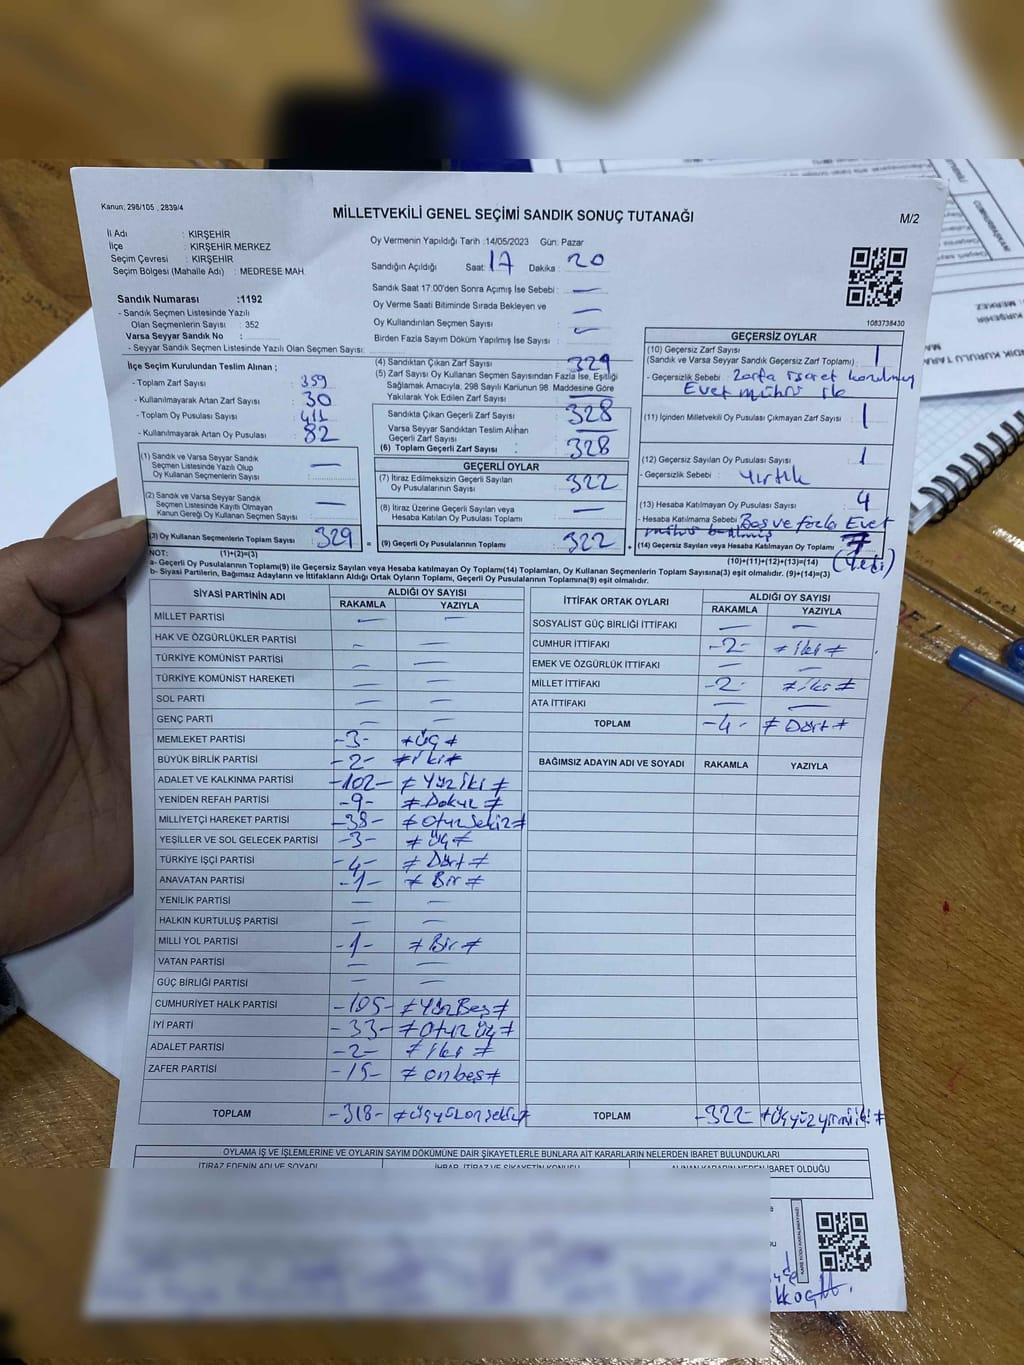 Kanun; 298/105 , 2839/4
MİLLETVEKİLİ GENEL SEÇİMİ SANDIK SONUÇ TUTANAĞI
M/2
İl Adı : KIRŞEHİR
İlçe : KIRŞEHİR MERKEZ
Seçim Çevresi : KIRŞEHİR
Seçim Bölgesi (Mahalle Adı) : MEDRESE MAH.
Sandık Numarası :1192
- Sandık Seçmen Listesinde Yazılı
Olan Seçmenlerin Sayısı : 352
Varsa Seyyar Sandık No :
- Seyyar Sandık Seçmen Listesinde Yazılı Olan Seçmen Sayısı:
Oy Vermenin Yapıldığı Tarih :14/05/2023 Gün: Pazar
Sandığın Açıldığı Saat: 17 Dakika : 20
Sandık Saat 17:00'den Sonra Açımış İse Sebebi : —
Oy Verme Saati Bitiminde Sırada Bekleyen ve
Oy Kullandırılan Seçmen Sayısı : —
Birden Fazla Sayım Döküm Yapılmış İse Sayısı : —
1083738430
İlçe Seçim Kurulundan Teslim Alınan ;
- Toplam Zarf Sayısı : 359
- Kullanılmayarak Artan Zarf Sayısı : 30
- Toplam Oy Pusulası Sayısı : 411
- Kullanılmayarak Artan Oy Pusulası : 82
(1) Sandık ve Varsa Seyyar Sandık
Seçmen Listesinde Yazılı Olup
Oy Kullanan Seçmenlerin Sayısı : —
(2) Sandık ve Varsa Seyyar Sandık
Seçmen Listesinde Kayıtlı Olmayan
Kanun Gereği Oy Kullanan Seçmen Sayısı : —
(3) Oy Kullanan Seçmenlerin Toplam Sayısı : 329
(4) Sandıktan Çıkan Zarf Sayısı : 329
(5) Zarf Sayısı Oy Kullanan Seçmen Sayısından Fazla İse, Eşitliği
Sağlamak Amacıyla, 298 Sayılı Kanunun 98. Maddesine Göre
Yakılarak Yok Edilen Zarf Sayısı :
Sandıkta Çıkan Geçerli Zarf Sayısı : 328
Varsa Seyyar Sandıktan Teslim Alınan
Geçerli Zarf Sayısı : —
(6) Toplam Geçerli Zarf Sayısı : 328
GEÇERLİ OYLAR
(7) İtiraz Edilmeksizin Geçerli Sayılan
Oy Pusulalarının Sayısı : 322
(8) İtiraz Üzerine Geçerli Sayılan veya
Hesaba Katılan Oy Pusulası Toplamı : —
= (9) Geçerli Oy Pusulalarının Toplamı : 322 +
GEÇERSİZ OYLAR
(10) Geçersiz Zarf Sayısı
(Sandık ve Varsa Seyyar Sandık Geçersiz Zarf Toplamı) : 1
- Geçersizlik Sebebi : Zarfa işaret konulmuş
Evet mührü ile
(11) İçinden Milletvekili Oy Pusulası Çıkmayan Zarf Sayısı : 1
(12) Geçersiz Sayılan Oy Pusulası Sayısı : 1
- Geçersizlik Sebebi : Yırtık
(13) Hesaba Katılmayan Oy Pusulası Sayısı : 4
- Hesaba Katılmama Sebebi : Boş ve fazla Evet
mührü basılmış
(14) Geçersiz Sayılan veya Hesaba Katılmayan Oy Toplamı : 7
(Yedi)
NOT: (1)+(2)=(3) (10)+(11)+(12)+(13)=(14)
a- Geçerli Oy Pusulalarının Toplamı(9) ile Geçersiz Sayılan veya Hesaba Katılmayan Oy Toplamı(14) Toplamları, Oy Kullanan Seçmenlerin Toplam Sayısına(3) eşit olmalıdır. (9)+(14)=(3)
b- Siyasi Partilerin, Bağımsız Adayların ve İttifakların Aldığı Ortak Oyların Toplamı, Geçerli Oy Pusulalarının Toplamına(9) eşit olmalıdır.
SİYASİ PARTİNİN ADI ALDIĞI OY SAYISI
RAKAMLA YAZIYLA
MİLLET PARTİSİ — —
HAK VE ÖZGÜRLÜKLER PARTİSİ — —
TÜRKİYE KOMÜNİST PARTİSİ — —
TÜRKİYE KOMÜNİST HAREKETİ — —
SOL PARTİ — —
GENÇ PARTİ — —
MEMLEKET PARTİSİ -3- ≠ Üç ≠
BÜYÜK BİRLİK PARTİSİ -2- ≠ iki ≠
ADALET VE KALKINMA PARTİSİ -102- ≠ Yüz iki ≠
YENİDEN REFAH PARTİSİ -9- ≠ Dokuz ≠
MİLLİYETÇİ HAREKET PARTİSİ -38- ≠ Otuz Sekiz ≠
YEŞİLLER VE SOL GELECEK PARTİSİ -3- ≠ Üç ≠
TÜRKİYE İŞÇİ PARTİSİ -4- ≠ Dört ≠
ANAVATAN PARTİSİ -1- ≠ Bir ≠
YENİLİK PARTİSİ — —
HALKIN KURTULUŞ PARTİSİ — —
MİLLİ YOL PARTİSİ -1- ≠ Bir ≠
VATAN PARTİSİ — —
GÜÇ BİRLİĞİ PARTİSİ — —
CUMHURİYET HALK PARTİSİ -105- ≠ Yüz Beş ≠
İYİ PARTİ -33- ≠ Otuz üç ≠
ADALET PARTİSİ -2- ≠ iki ≠
ZAFER PARTİSİ -15- ≠ onbeş ≠
TOPLAM -318- ≠ üçyüzonsekiz ≠
İTTİFAK ORTAK OYLARI ALDIĞI OY SAYISI
RAKAMLA YAZIYLA
SOSYALİST GÜÇ BİRLİĞİ İTTİFAKI — —
CUMHUR İTTİFAKI -2- ≠ iki ≠
EMEK VE ÖZGÜRLÜK İTTİFAKI — —
MİLLET İTTİFAKI -2- ≠ iki ≠
ATA İTTİFAKI — —
TOPLAM -4- ≠ Dört ≠
BAĞIMSIZ ADAYIN ADI VE SOYADI RAKAMLA YAZIYLA
TOPLAM -322- ≠ üçyüzyirmiiki ≠
OYLAMA İŞ VE İŞLEMLERİNE VE OYLARIN SAYIM DÖKÜMÜNE DAİR ŞİKAYETLERLE BUNLARA AİT KARARLARIN NELERDEN İBARET BULUNDUKLARI
İTİRAZ EDENİN ADI VE SOYADI İHBAR, İTİRAZ VE ŞİKAYETİN KONUSU ALINAN KARARIN NEDEN İBARET OLDUĞU